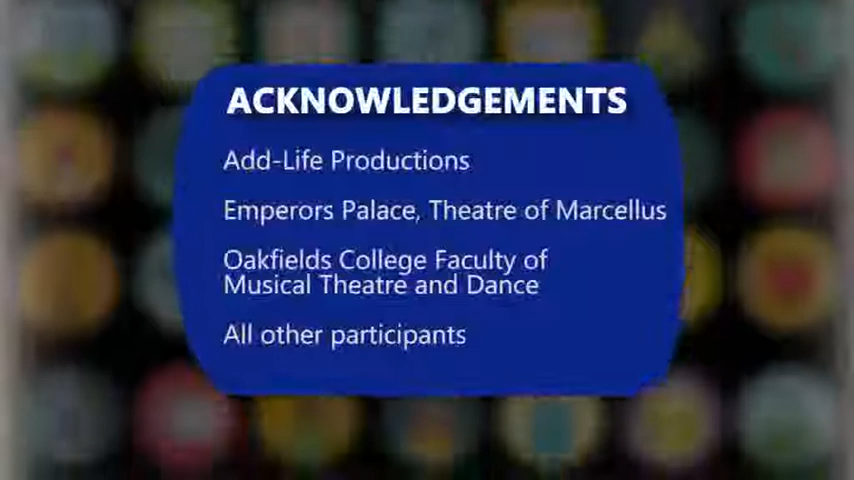 ACKNOWLEDGEMENTS
Add-Life Productions
Emperors Palace, Theatre of Marcellus
Oakfields College Faculty of
Musical Theatre and Dance
All other participants